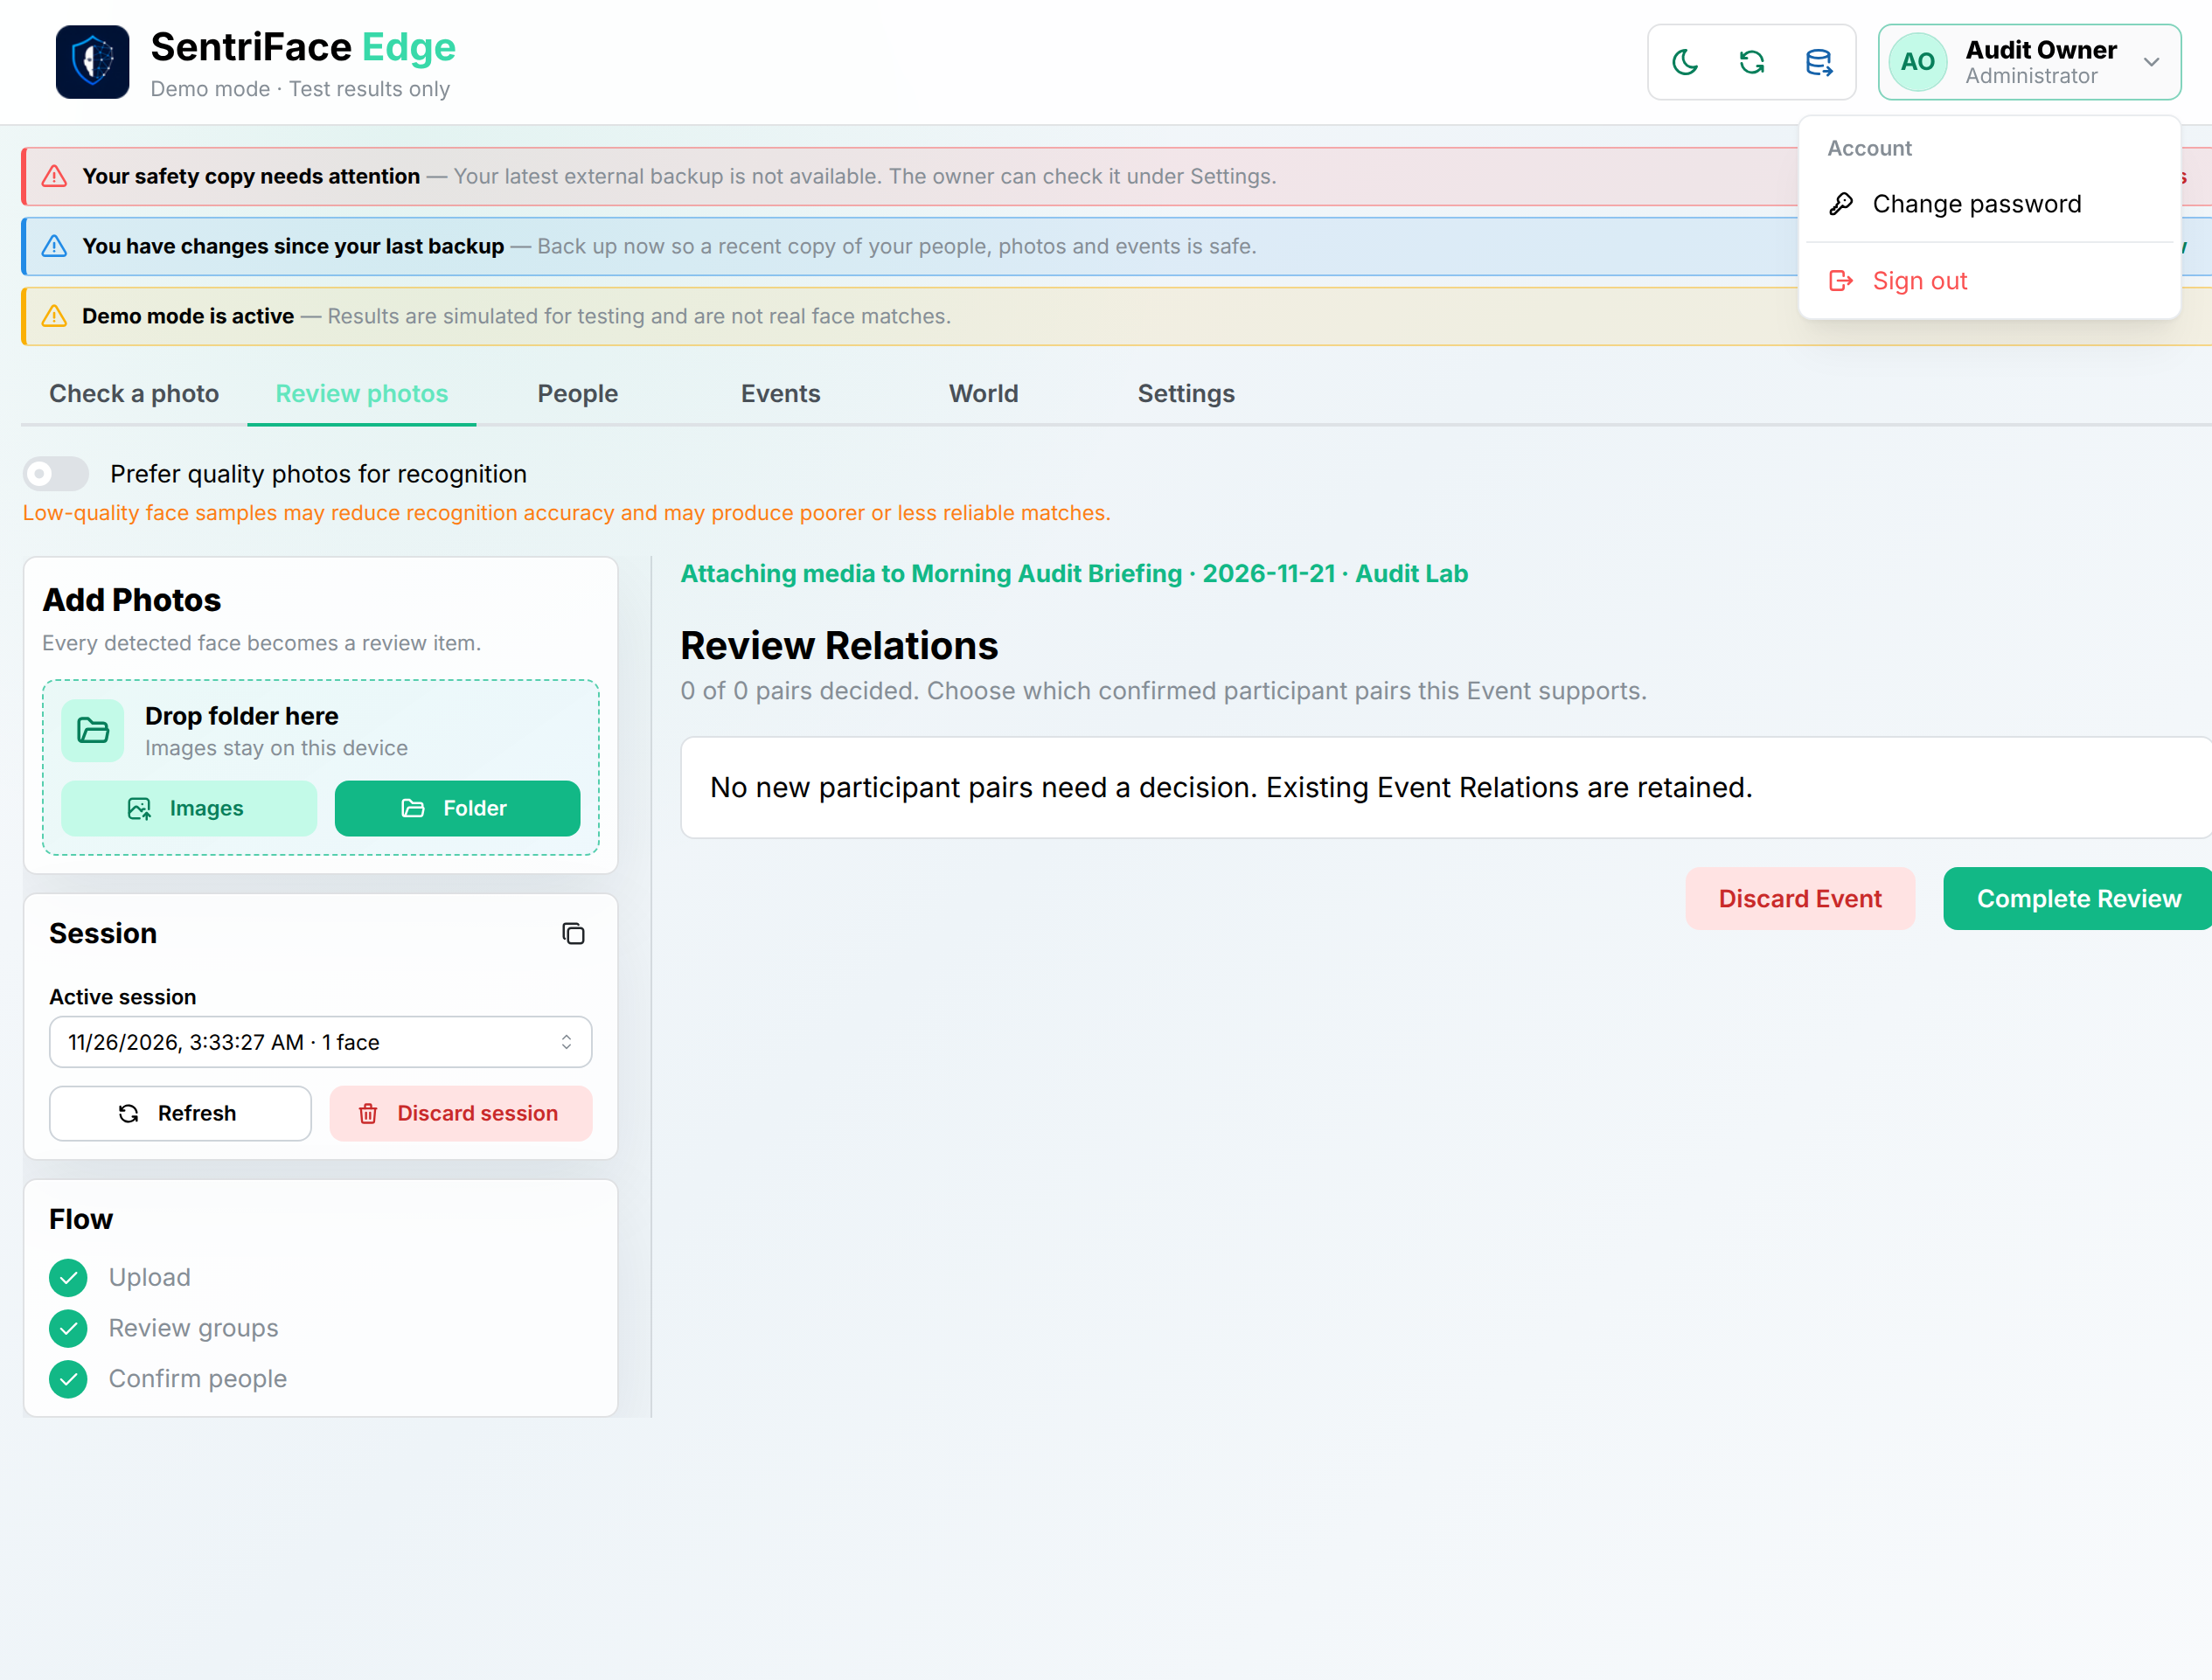 SentriFace Edge
Demo mode · Test results only
AO
Audit Owner
Administrator
Account
Change password
Sign out
Your safety copy needs attention — Your latest external backup is not available. The owner can check it under Settings.
You have changes since your last backup — Back up now so a recent copy of your people, photos and events is safe.
Demo mode is active — Results are simulated for testing and are not real face matches.
Check a photo Review photos People Events World Settings
Prefer quality photos for recognition
Low-quality face samples may reduce recognition accuracy and may produce poorer or less reliable matches.
Add Photos
Every detected face becomes a review item.
Drop folder here
Images stay on this device
Images Folder
Session
Active session
11/26/2026, 3:33:27 AM · 1 face
Refresh Discard session
Flow
Upload
Review groups
Confirm people
Attaching media to Morning Audit Briefing · 2026-11-21 · Audit Lab
Review Relations
0 of 0 pairs decided. Choose which confirmed participant pairs this Event supports.
No new participant pairs need a decision. Existing Event Relations are retained.
Discard Event Complete Review